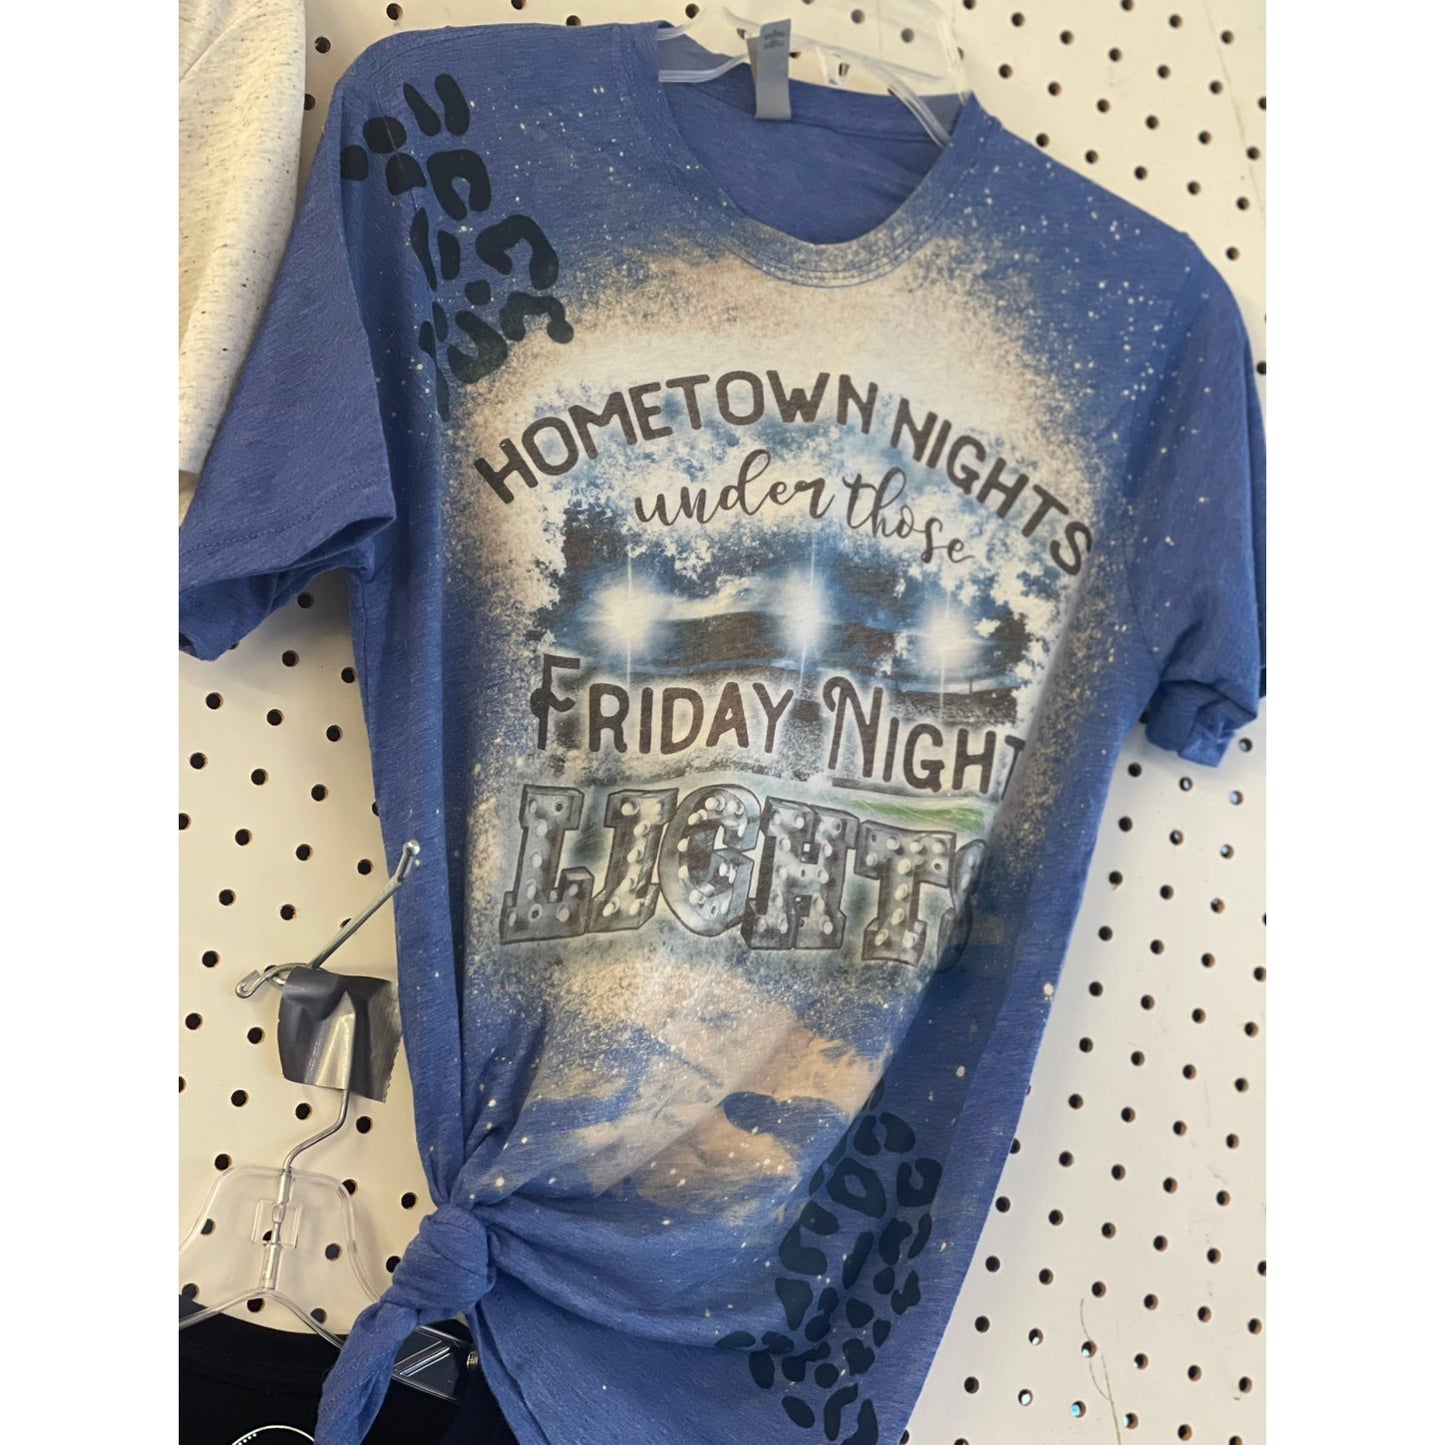 HOMETOWN NIGHTS
under those
FRIDAY NIGHT
LIGHTS